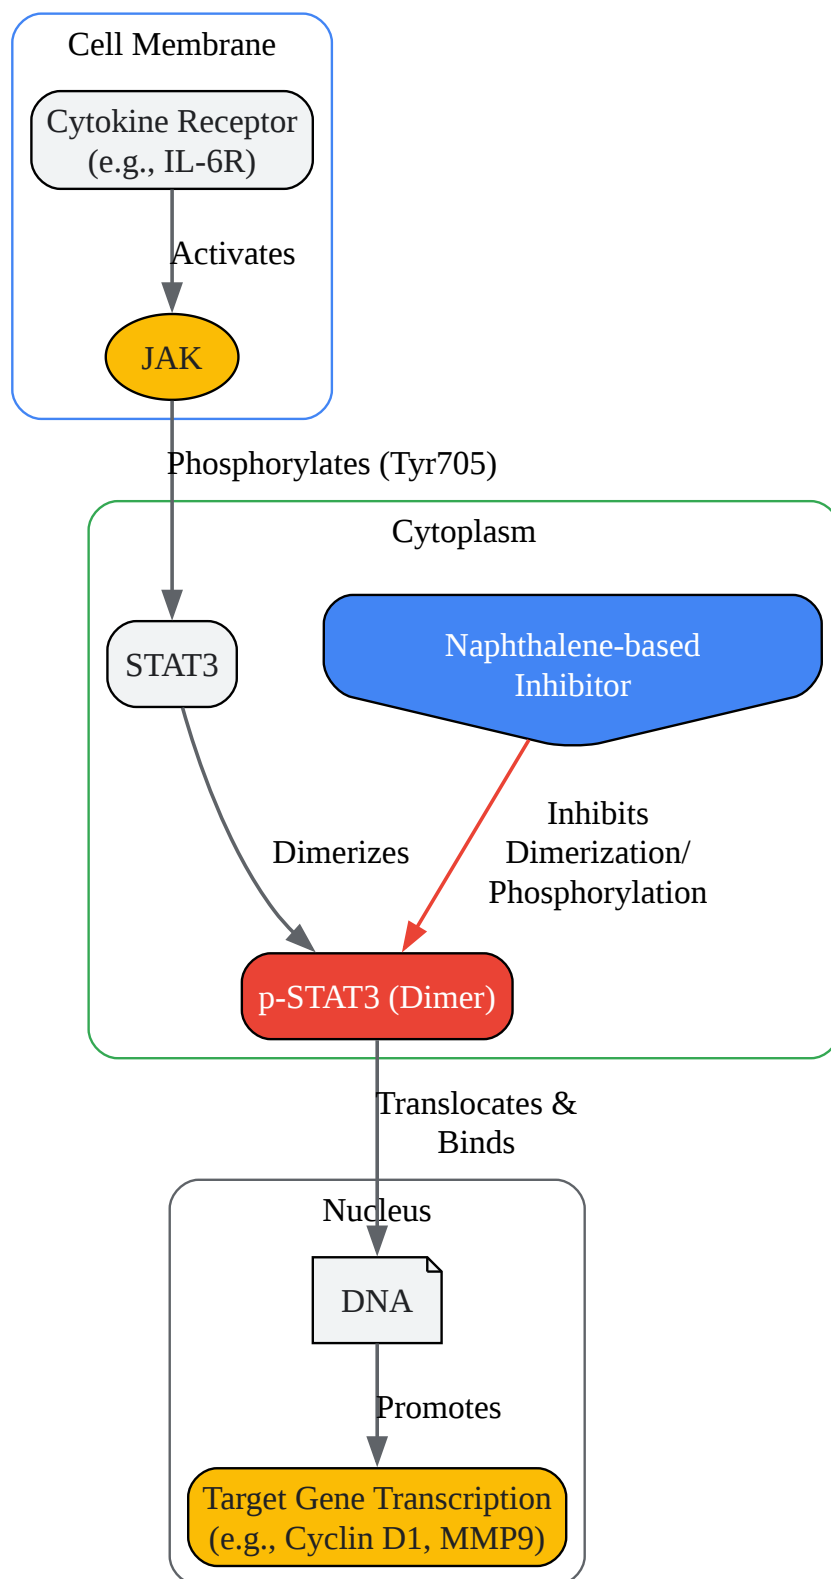 Cell Membrane
Cytokine Receptor
(e.g., IL-6R)
Activates
JAK
Phosphorylates (Tyr705)
Cytoplasm
STAT3
Naphthalene-based
Inhibitor
Dimerizes
Inhibits
Dimerization/
Phosphorylation
p-STAT3 (Dimer)
Translocates &
Binds
Nucleus
DNA
Promotes
Target Gene Transcription
(e.g., Cyclin D1, MMP9)